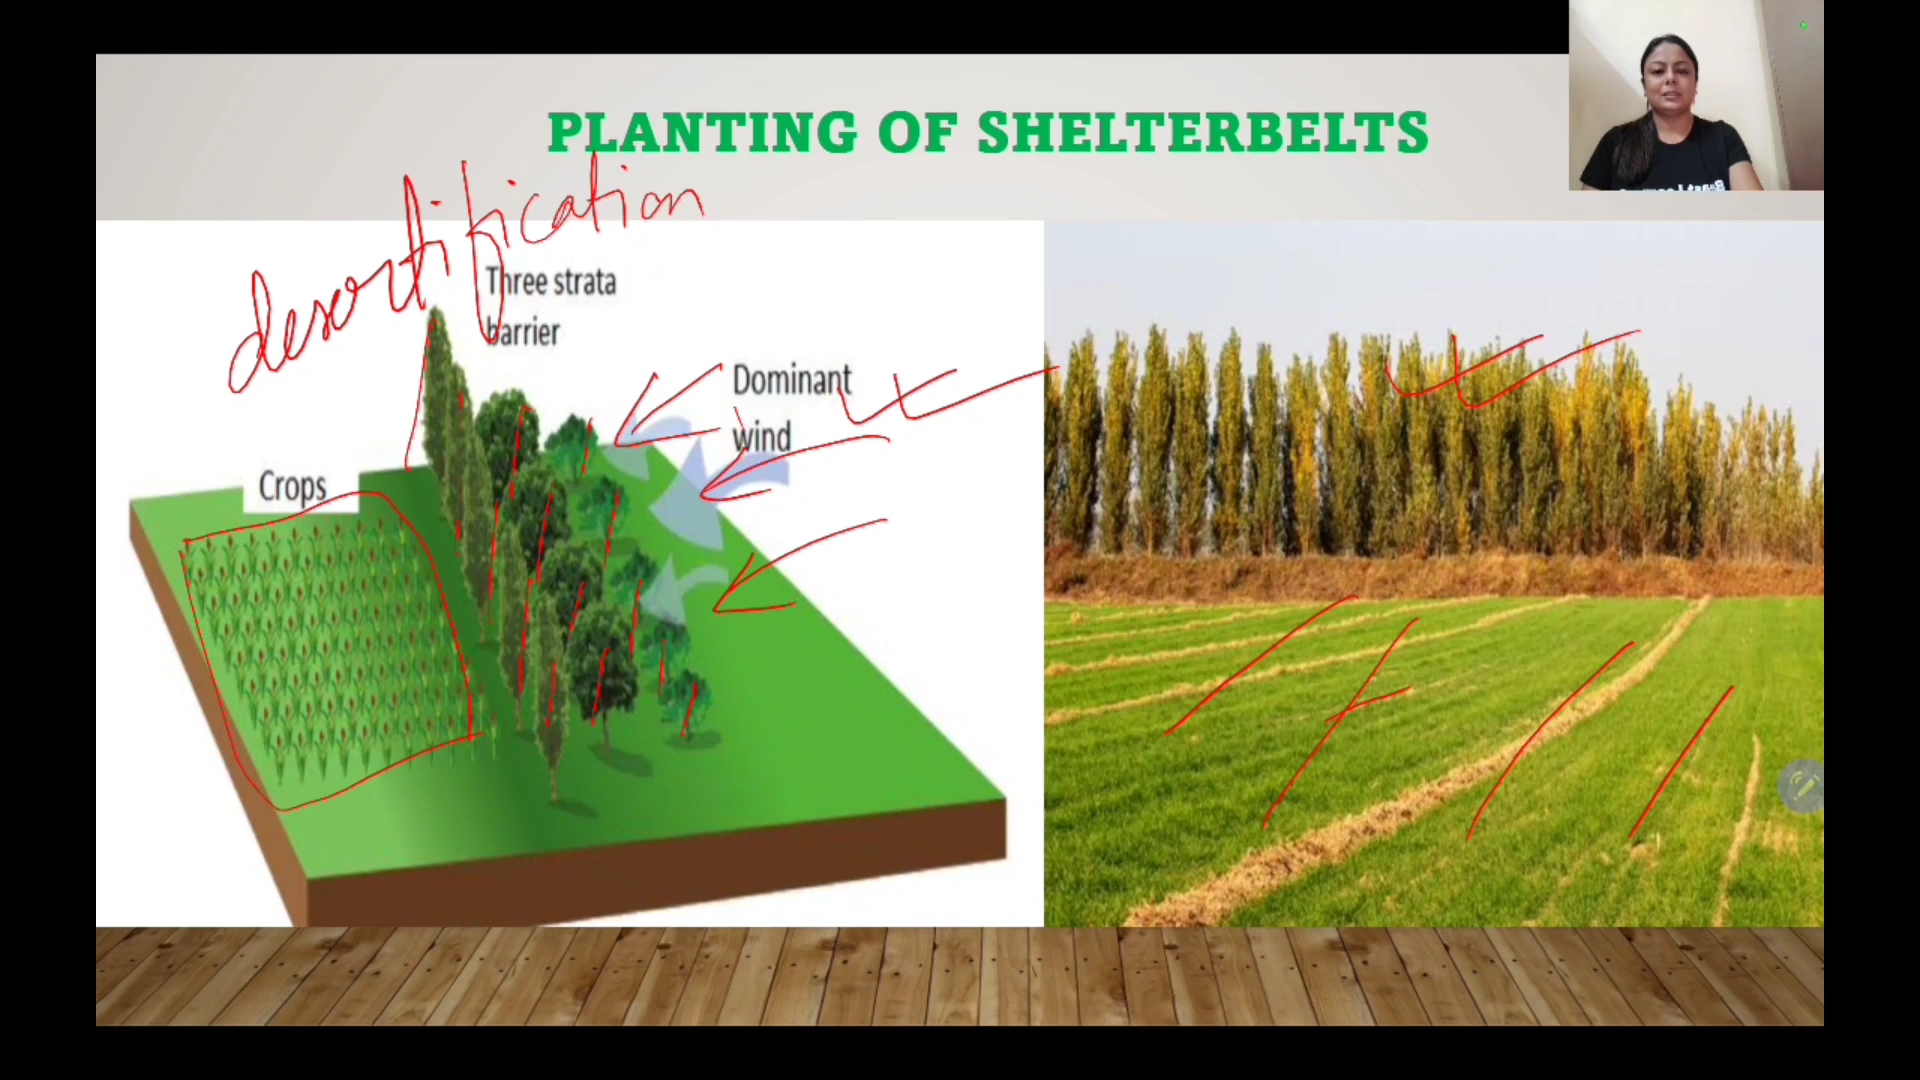 PLANTING OF SHELTERBELTS
desertification
Three strata
barrier
Dominant
wind
Crops